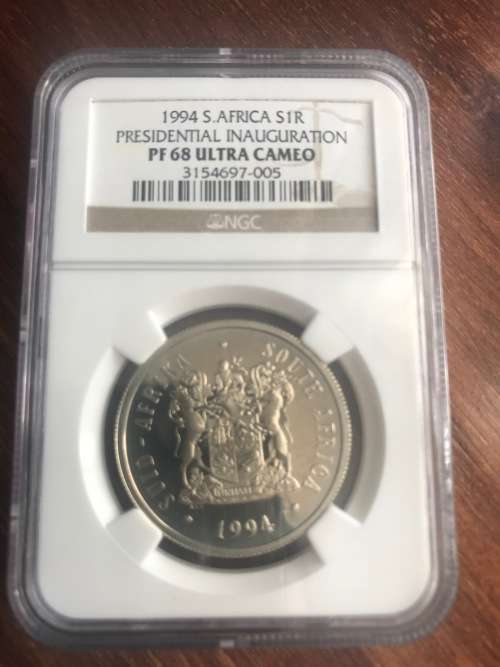 1994 S.AFRICA S1R
PRESIDENTIAL INAUGURATION
PF 68 ULTRA CAMEO
3154697-005
NGC
SUID-AFRIKA · SOUTH AFRICA
· 1994 ·